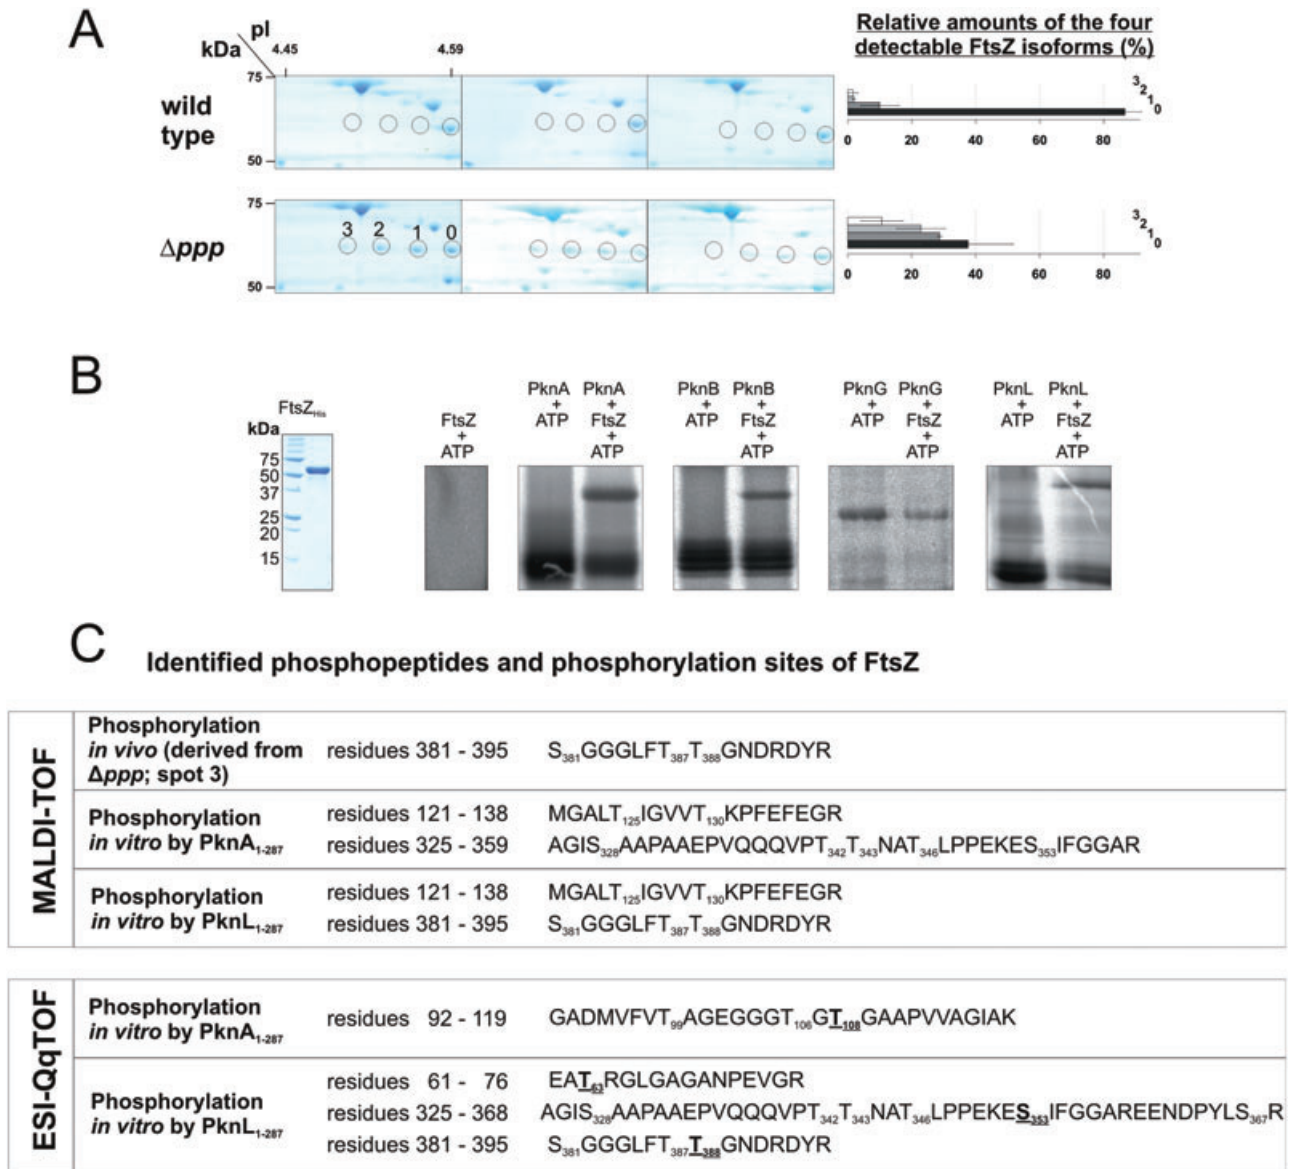 A
pI
kDa
4.45
4.59
Relative amounts of the four
detectable FtsZ isoforms (%)
75
wild
type
50
3
2
1
0
0 20 40 60 80
75
Δppp
50
3 2 1 0
3
2
1
0
0 20 40 60 80
B
FtsZHis
kDa
75
50
37
25
20
15
FtsZ
+
ATP
PknA PknA
+ +
ATP FtsZ
+
ATP
PknB PknB
+ +
ATP FtsZ
+
ATP
PknG PknG
+ +
ATP FtsZ
+
ATP
PknL PknL
+ +
ATP FtsZ
+
ATP
C
Identified phosphopeptides and phosphorylation sites of FtsZ
MALDI-TOF
Phosphorylation
in vivo (derived from
Δppp; spot 3)
residues 381 - 395 S381GGGLFT387T388GNDRDYR
Phosphorylation
in vitro by PknA1-287
residues 121 - 138 MGALT125IGVVT130KPFEFEGR
residues 325 - 359 AGIS328AAPAAEPVQQQVPT342T343NAT346LPPEKES353IFGGAR
Phosphorylation
in vitro by PknL1-287
residues 121 - 138 MGALT125IGVVT130KPFEFEGR
residues 381 - 395 S381GGGLFT387T388GNDRDYR
ESI-QqTOF
Phosphorylation
in vitro by PknA1-287
residues 92 - 119 GADMVFVT99AGEGGGT106GT108GAAPVVAGIAK
Phosphorylation
in vitro by PknL1-287
residues 61 - 76 EAT63RGLGAGANPEVGR
residues 325 - 368 AGIS328AAPAAEPVQQQVPT342T343NAT346LPPEKES353IFGGAREENDPYLS367R
residues 381 - 395 S381GGGLFT387T388GNDRDYR